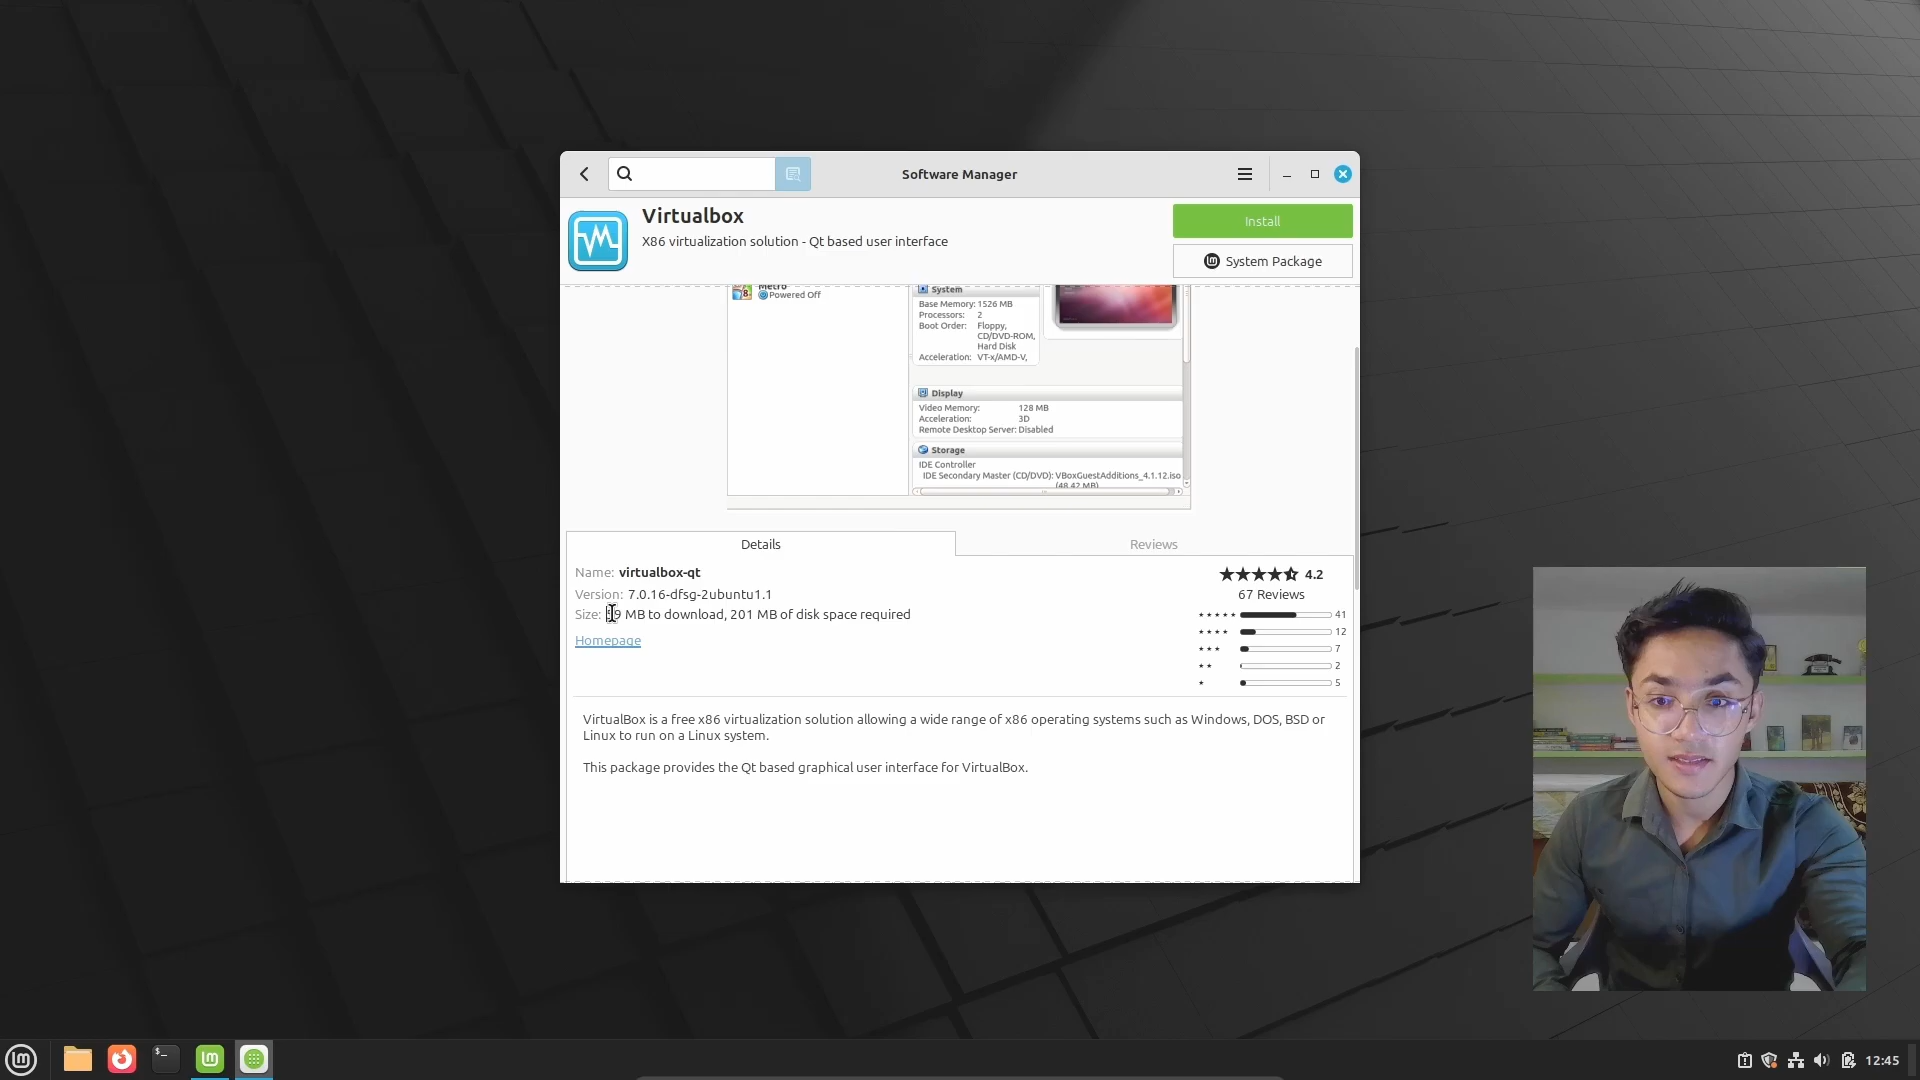 Software Manager
Virtualbox
X86 virtualization solution - Qt based user interface
Install
System Package
Metro
Powered Off
System
Base Memory: 1526 MB
Processors: 2
Boot Order: Floppy,
CD/DVD-ROM,
Hard Disk
Acceleration: VT-x/AMD-V,
Display
Video Memory: 128 MB
Acceleration: 3D
Remote Desktop Server: Disabled
Storage
IDE Controller
IDE Secondary Master (CD/DVD): VBoxGuestAdditions_4.1.12.iso
(48.42 MB)
Details
Reviews
Name: virtualbox-qt
Version: 7.0.16-dfsg-2ubuntu1.1
Size: MB to download, 201 MB of disk space required
Homepage
4.2
67 Reviews
41
12
7
2
5
VirtualBox is a free x86 virtualization solution allowing a wide range of x86 operating systems such as Windows, DOS, BSD or
Linux to run on a Linux system.
This package provides the Qt based graphical user interface for VirtualBox.
12:45